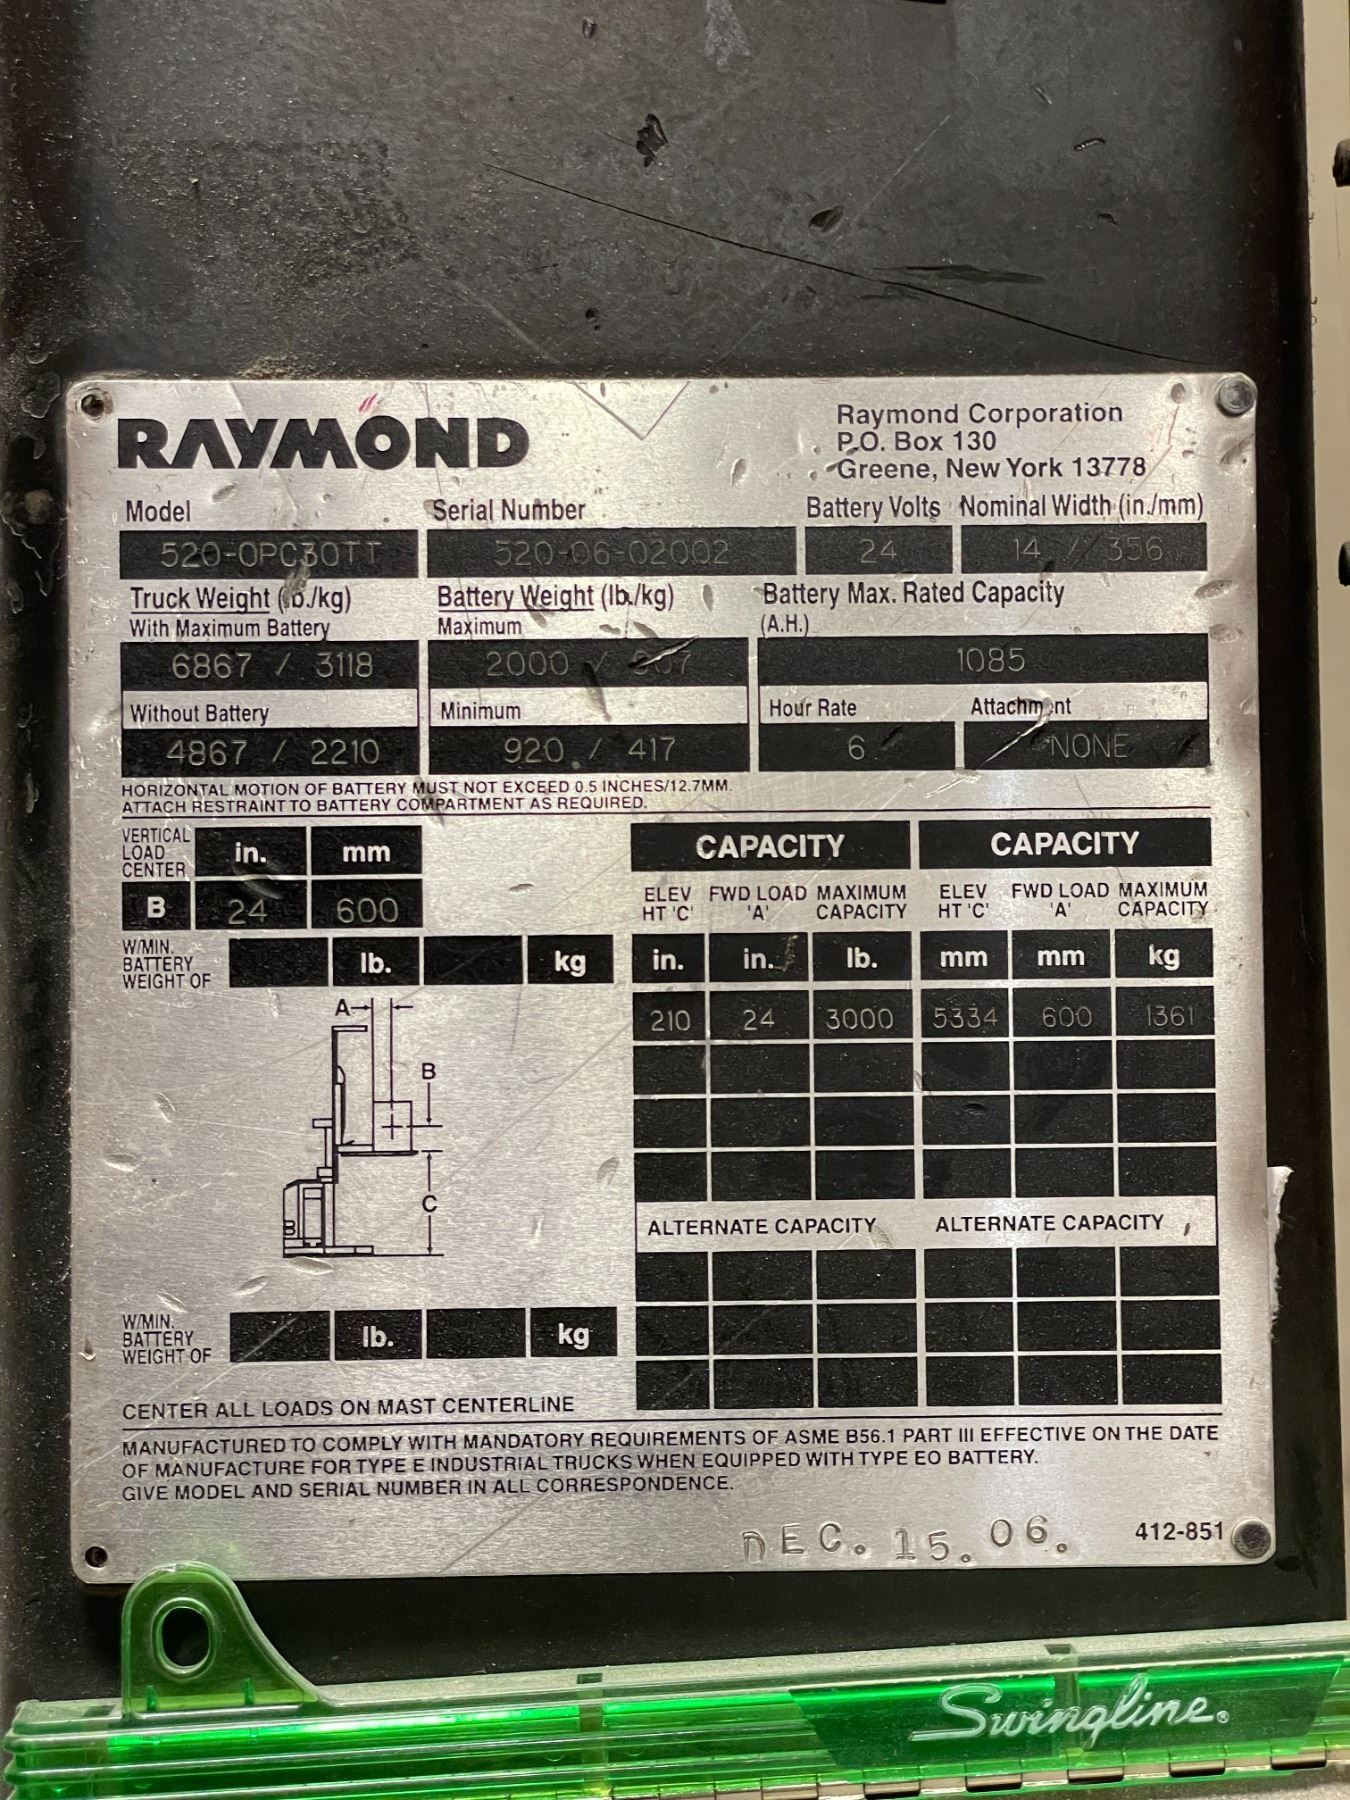 RAYMOND
Raymond Corporation
P.O. Box 130
Greene, New York 13778
Model Serial Number Battery Volts Nominal Width (in./mm)
520-OPC30TT 520-06-02002 24 14 / 356
Truck Weight (lb./kg) Battery Weight (lb./kg) Battery Max. Rated Capacity
With Maximum Battery Maximum (A.H.)
6867 / 3118 2000 / 907 1085
Without Battery Minimum Hour Rate Attachment
4867 / 2210 920 / 417 6 NONE
HORIZONTAL MOTION OF BATTERY MUST NOT EXCEED 0.5 INCHES/12.7MM.
ATTACH RESTRAINT TO BATTERY COMPARTMENT AS REQUIRED.
VERTICAL
LOAD
CENTER
in. mm
B 24 600
W/MIN.
BATTERY
WEIGHT OF
lb. kg
A
B
C
B
CAPACITY CAPACITY
ELEV FWD LOAD MAXIMUM ELEV FWD LOAD MAXIMUM
HT 'C' 'A' CAPACITY HT 'C' 'A' CAPACITY
in. in. lb. mm mm kg
210 24 3000 5334 600 1361
ALTERNATE CAPACITY ALTERNATE CAPACITY
W/MIN.
BATTERY
WEIGHT OF
lb. kg
CENTER ALL LOADS ON MAST CENTERLINE
MANUFACTURED TO COMPLY WITH MANDATORY REQUIREMENTS OF ASME B56.1 PART III EFFECTIVE ON THE DATE
OF MANUFACTURE FOR TYPE E INDUSTRIAL TRUCKS WHEN EQUIPPED WITH TYPE EO BATTERY.
GIVE MODEL AND SERIAL NUMBER IN ALL CORRESPONDENCE.
DEC. 15. 06. 412-851
Swingline®